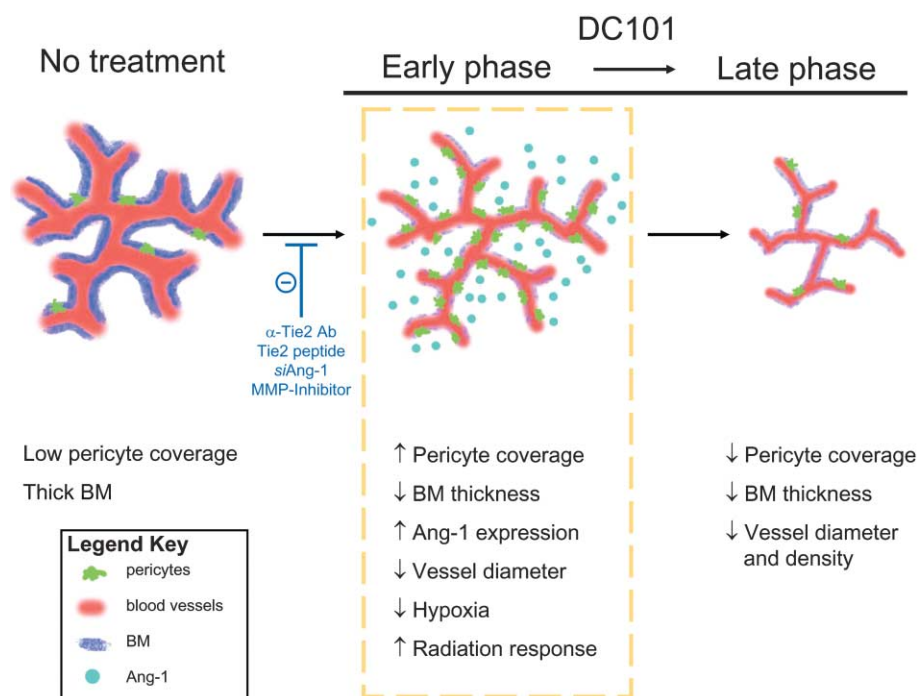 DC101
No treatment
Early phase
Late phase
α-Tie2 Ab
Tie2 peptide
siAng-1
MMP-Inhibitor
Low pericyte coverage
Thick BM
↑ Pericyte coverage
↓ BM thickness
↑ Ang-1 expression
↓ Vessel diameter
↓ Hypoxia
↑ Radiation response
↓ Pericyte coverage
↓ BM thickness
↓ Vessel diameter
and density
Legend Key
pericytes
blood vessels
BM
Ang-1